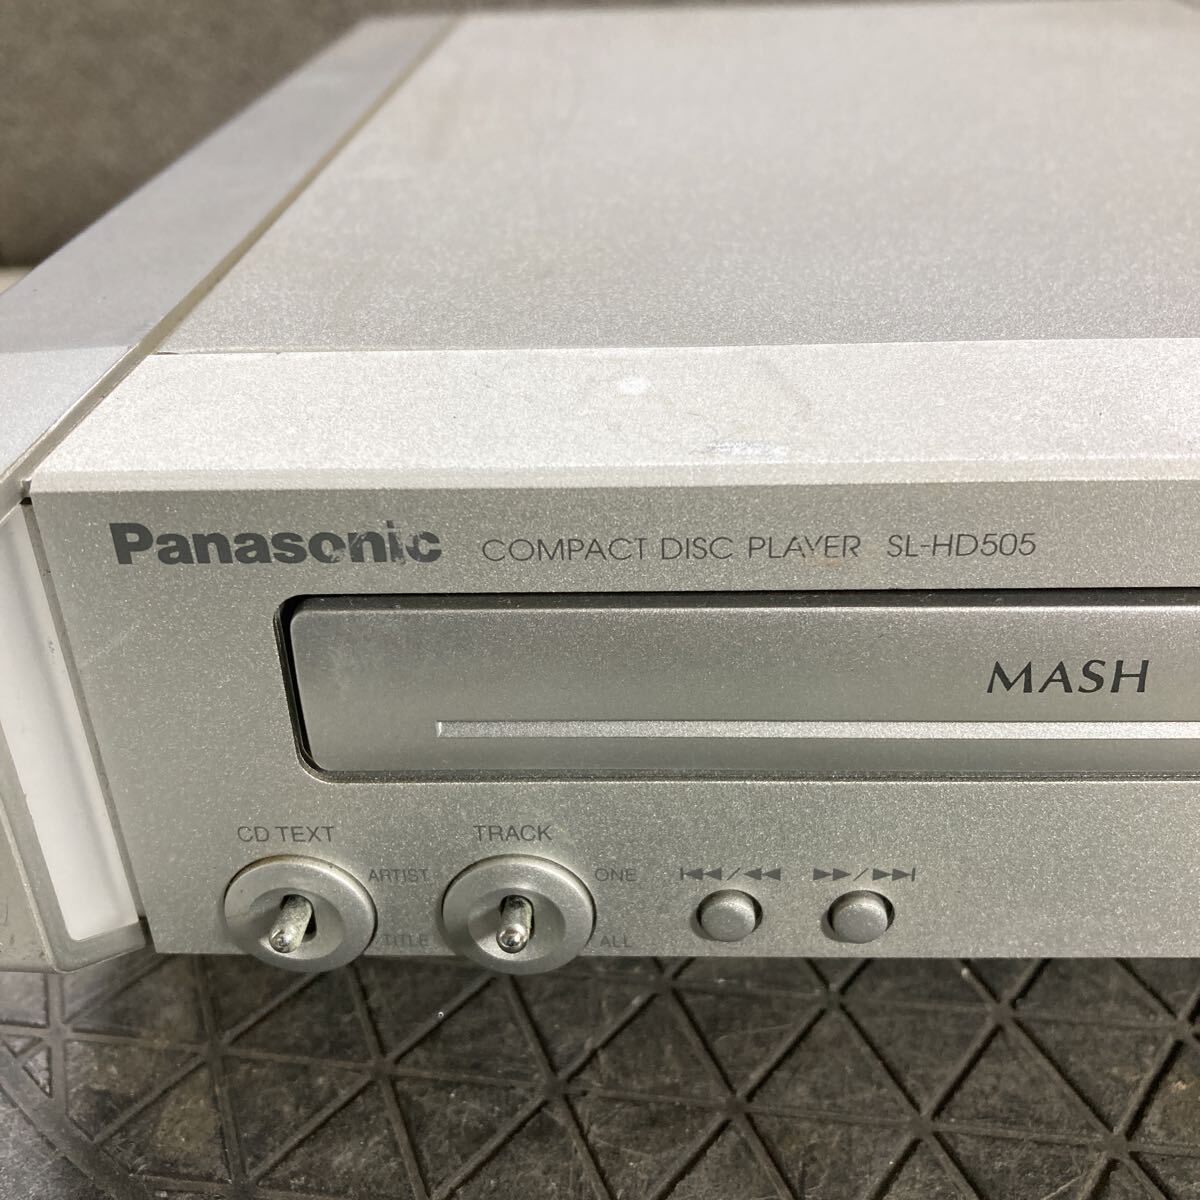 Panasonic COMPACT DISC PLAYER SL-HD505
MASH
CD TEXT TRACK
ARTIST ONE
TITLE ALL